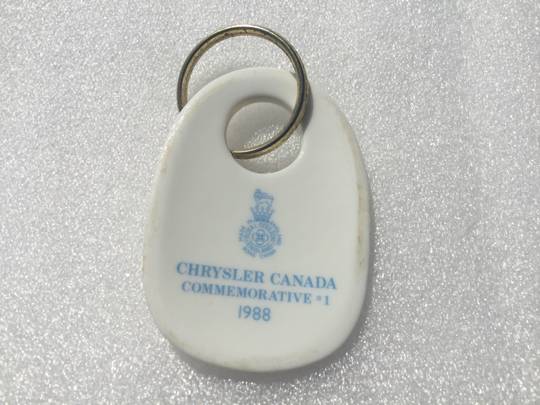 CHRYSLER CANADA
COMMEMORATIVE #1
1988